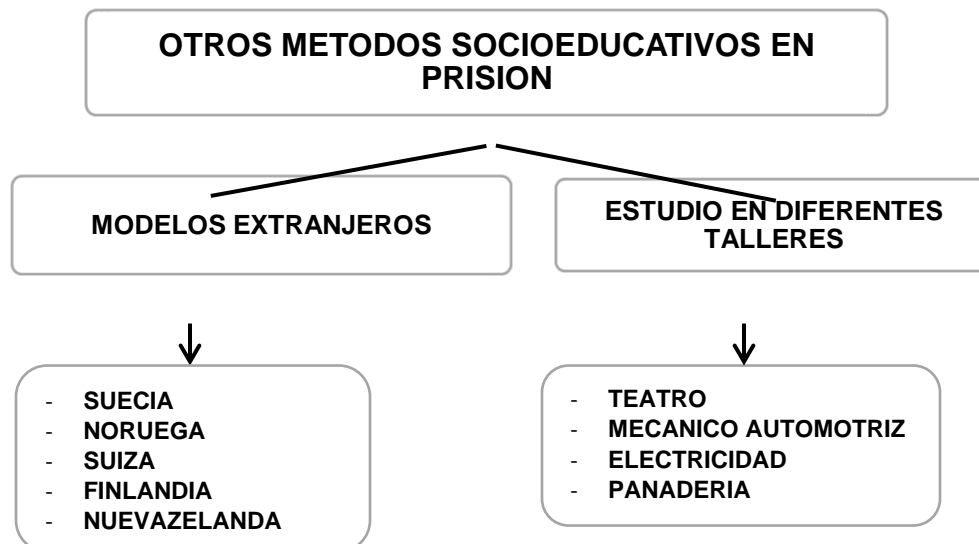 OTROS METODOS SOCIOEDUCATIVOS EN
PRISION
MODELOS EXTRANJEROS
ESTUDIO EN DIFERENTES
TALLERES
- SUECIA
- NORUEGA
- SUIZA
- FINLANDIA
- NUEVAZELANDA
- TEATRO
- MECANICO AUTOMOTRIZ
- ELECTRICIDAD
- PANADERIA